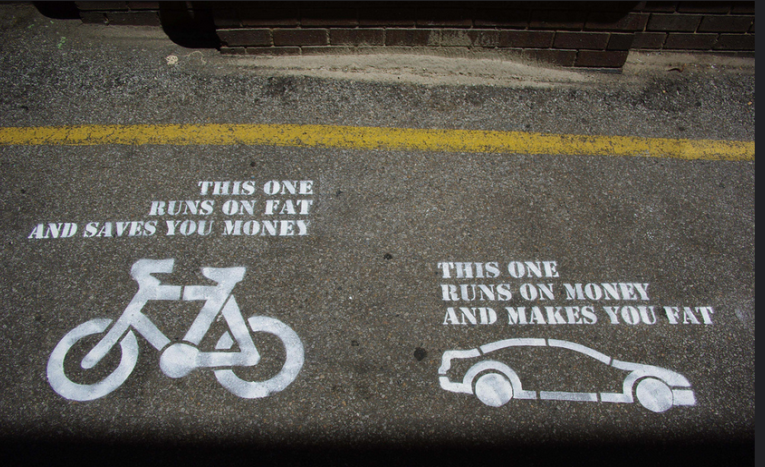 THIS ONE
RUNS ON FAT
AND SAVES YOU MONEY
THIS ONE
RUNS ON MONEY
AND MAKES YOU FAT